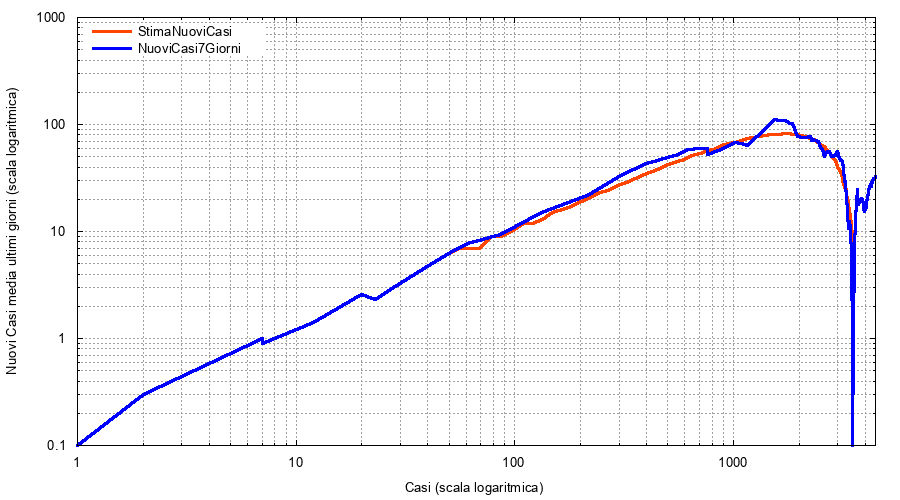 1000
100
10
1
0.1
1
10
100
1000
StimaNuoviCasi
NuoviCasi7Giorni
Nuovi Casi media ultimi giorni (scala logaritmica)
Casi (scala logaritmica)